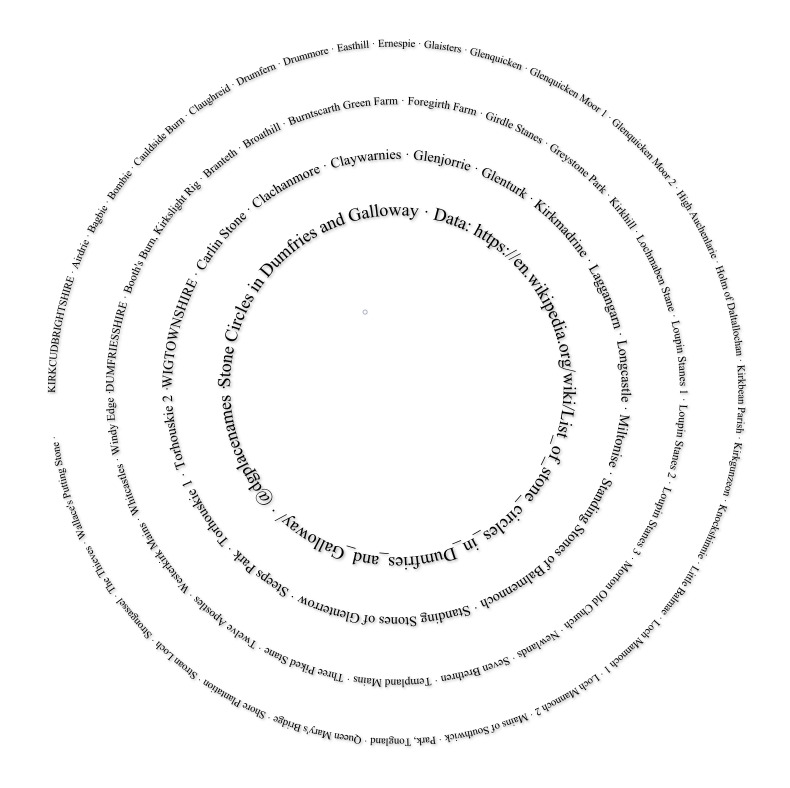 KIRKCUDBRIGHTSHIRE · Airdrie · Bagbie · Bombie · Cauldside Burn · Claughreid · Drumfern · Drummore · Easthill · Ernespie · Glaisters · Glenquicken · Glenquicken Moor 1 · Glenquicken Moor 2 · High Auchenlarie · Holm of Daltallochan · Kirkbean Parish · Kirkgunzeon · Knockshinnie · Little Balmae · Loch Mannoch 1 · Loch Mannoch 2 · Mains of Southwick · Park, Tongland · Queen Mary's Bridge · Shore Plantation · Stroan Loch · Strongassel · The Thieves · Wallace's Putting Stone ·
DUMFRIESSHIRE · Booth's Burn, Kirkslight Rig · Branteth · Broathill · Burntscarth Green Farm · Foregirth Farm · Girdle Stanes · Greystone Park · Kirkhill · Lochmaben Stane · Loupin Stanes 1 · Loupin Stanes 2 · Loupin Stanes 3 · Morton Old Church · Newlands · Seven Brethren · Templand Mains · Three Piked Stane · Twelve Apostles · Westerkirk Mains · Whitcastles · Windy Edge ·
WIGTOWNSHIRE · Carlin Stone · Clachanmore · Claywarnies · Glenjorrie · Glenturk · Kirkmadrine · Laggangarn · Longcastle · Miltonise · Standing Stones of Balmennoch · Standing Stones of Glenterrow · Steeps Park · Torhouskie 1 · Torhouskie 2 ·
Stone Circles in Dumfries and Galloway · Data: https://en.wikipedia.org/wiki/List_of_stone_circles_in_Dumfries_and_Galloway/ · @dgplacenames